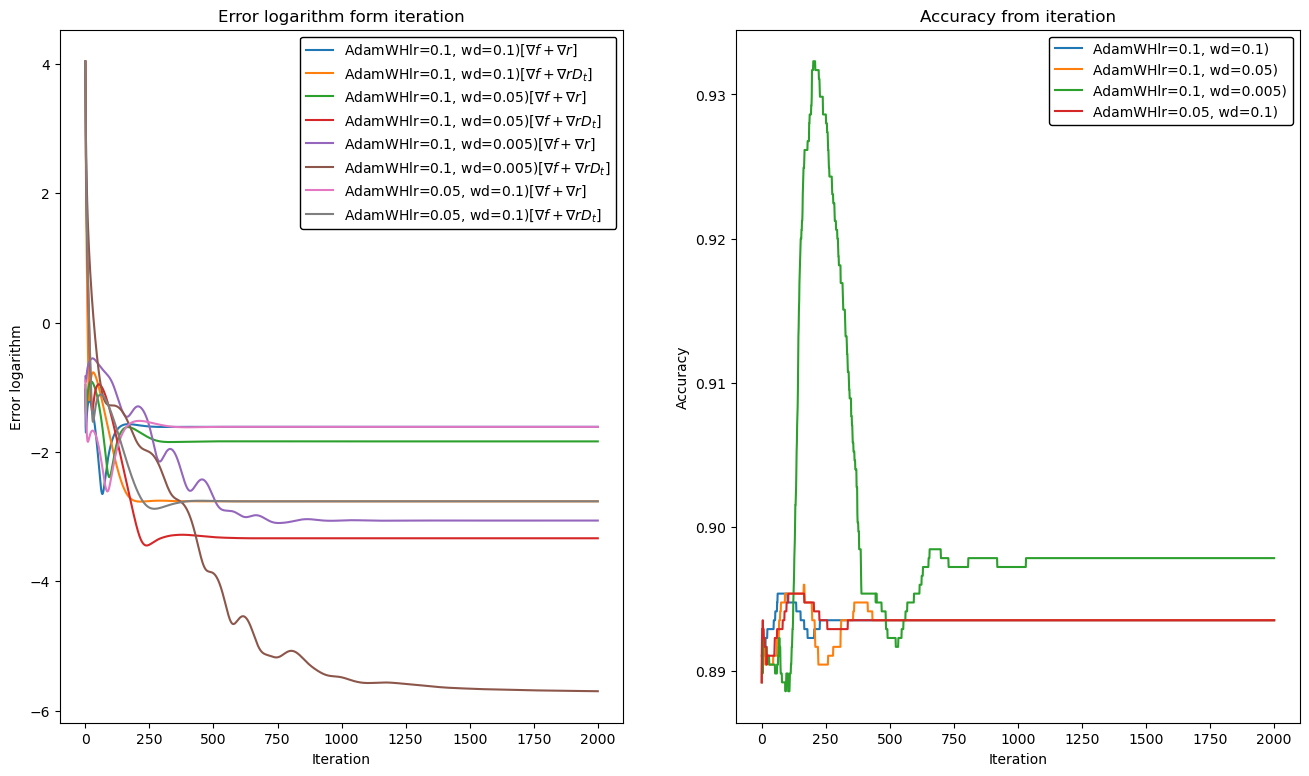 Error logarithm form iteration
4
2
0
−2
−4
−6
Error logarithm
0 250 500 750 1000 1250 1500 1750 2000
Iteration
AdamWHlr=0.1, wd=0.1)[∇f + ∇r]
AdamWHlr=0.1, wd=0.1)[∇f + ∇rD_t]
AdamWHlr=0.1, wd=0.05)[∇f + ∇r]
AdamWHlr=0.1, wd=0.05)[∇f + ∇rD_t]
AdamWHlr=0.1, wd=0.005)[∇f + ∇r]
AdamWHlr=0.1, wd=0.005)[∇f + ∇rD_t]
AdamWHlr=0.05, wd=0.1)[∇f + ∇r]
AdamWHlr=0.05, wd=0.1)[∇f + ∇rD_t]
Accuracy from iteration
0.93
0.92
0.91
0.90
0.89
Accuracy
0 250 500 750 1000 1250 1500 1750 2000
Iteration
AdamWHlr=0.1, wd=0.1)
AdamWHlr=0.1, wd=0.05)
AdamWHlr=0.1, wd=0.005)
AdamWHlr=0.05, wd=0.1)